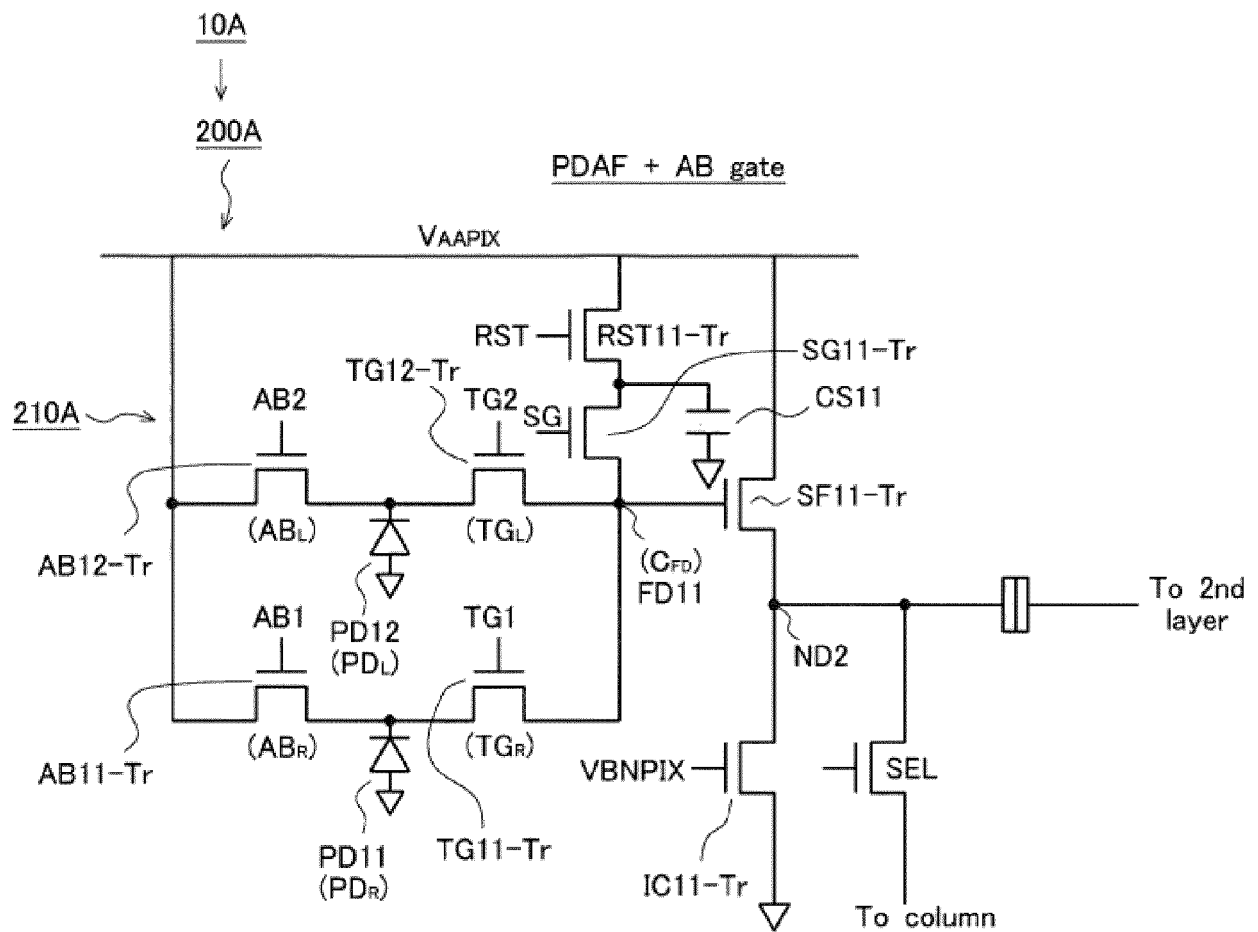 10A
200A
PDAF + AB gate
VAAPIX
RST
RST11-Tr
SG11-Tr
TG12-Tr
210A
AB2
TG2
SG
CS11
SF11-Tr
(ABL)
(TGL)
AB12-Tr
(CFD)
FD11
To 2nd
layer
AB1
PD12
(PDL)
TG1
ND2
(ABR)
(TGR)
AB11-Tr
VBNPIX
SEL
PD11
(PDR)
TG11-Tr
IC11-Tr
To column